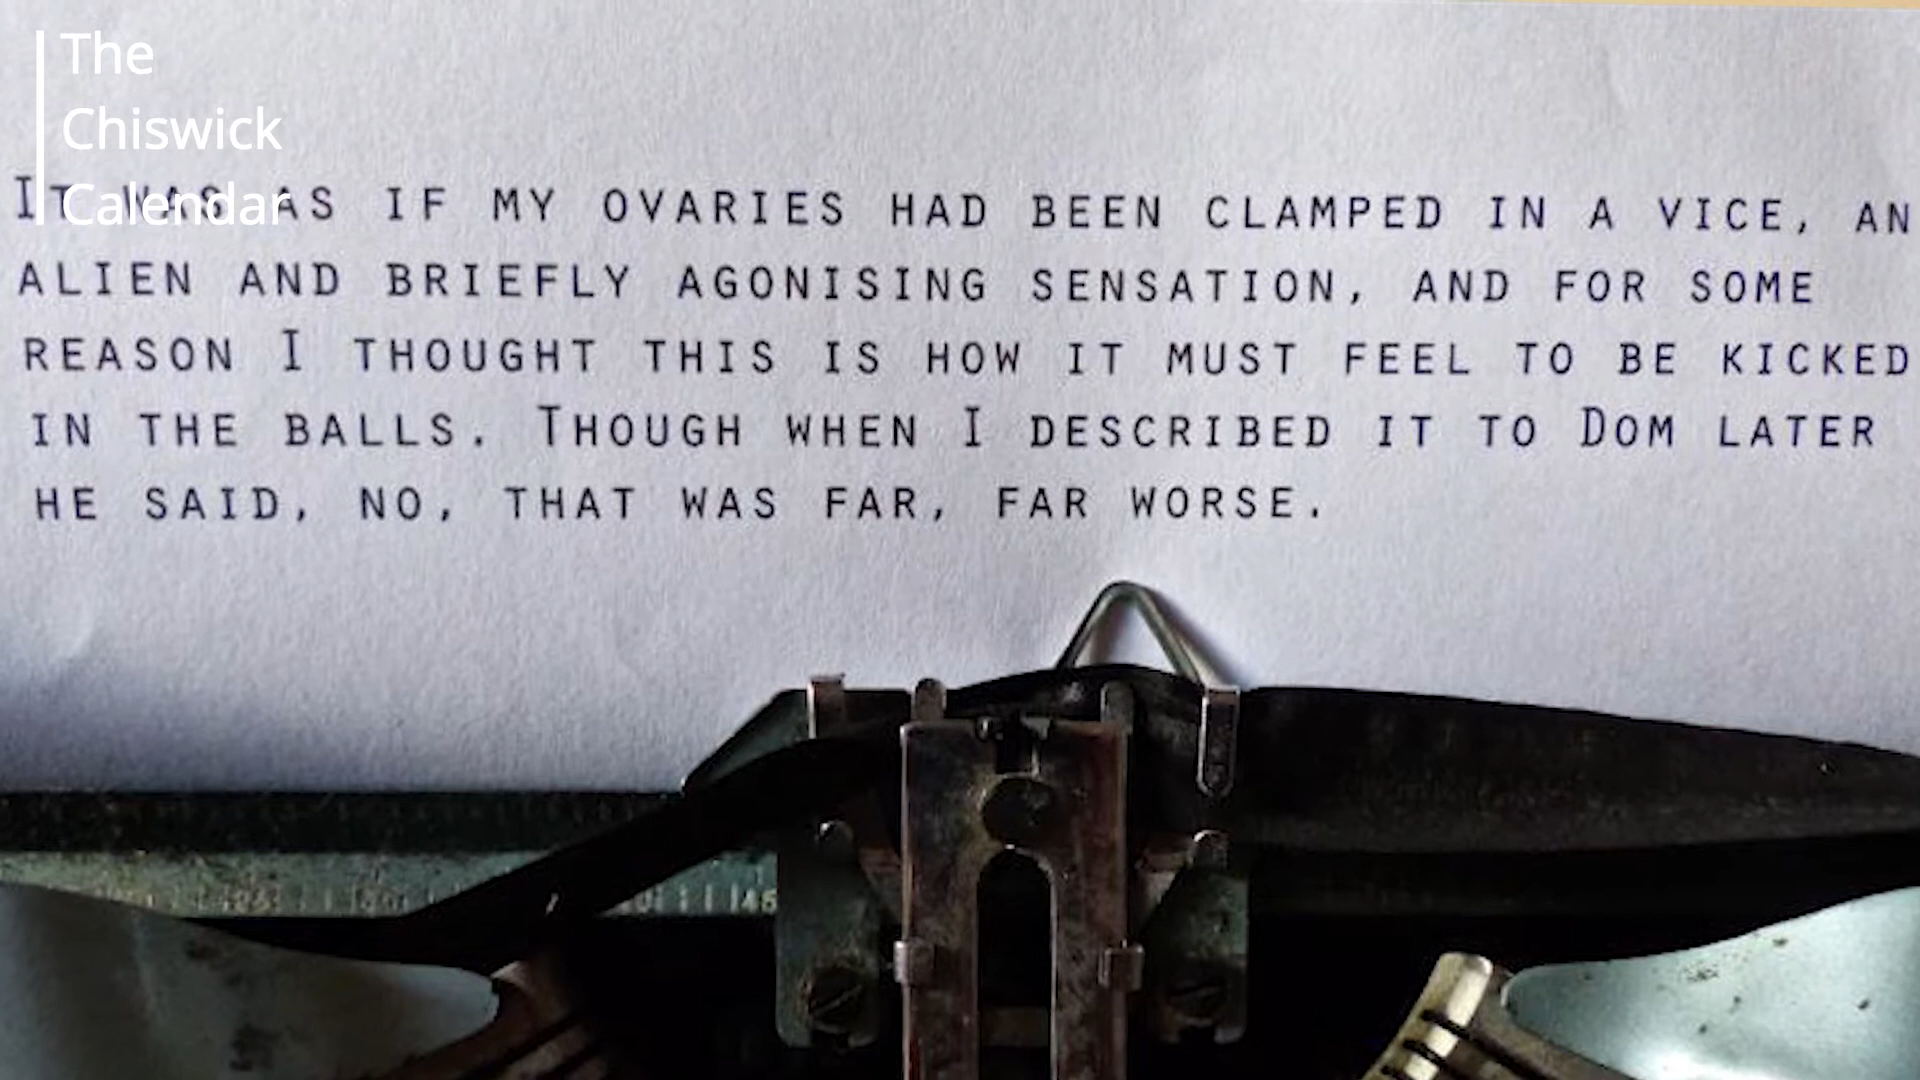 The
Chiswick
Calendar
It was as if my ovaries had been clamped in a vice, an
alien and briefly agonising sensation, and for some
reason I thought this is how it must feel to be kicked
in the balls. Though when I described it to Dom later
he said, no, that was far, far worse.
45